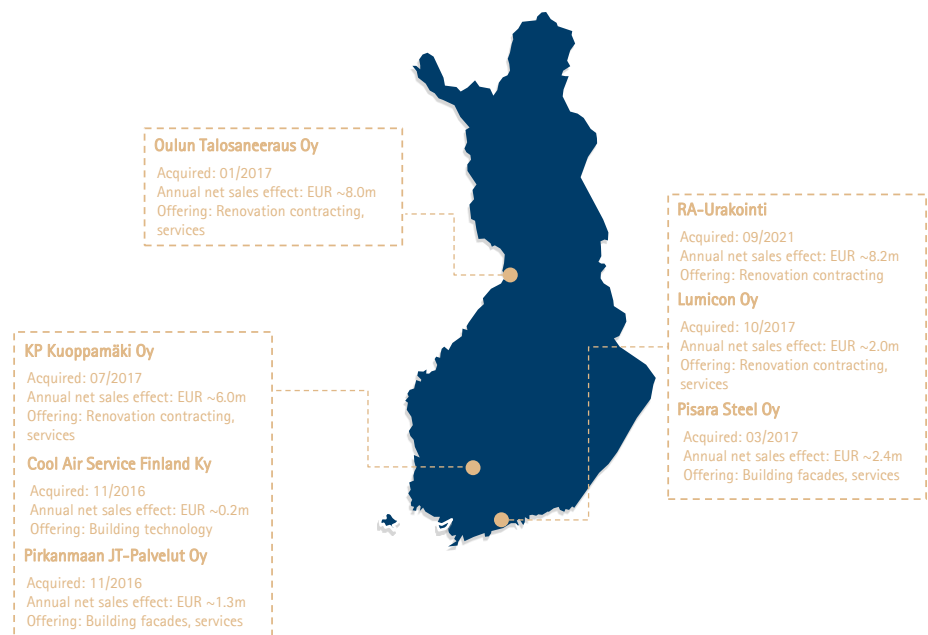 Oulun Talosaneeraus Oy
Acquired: 01/2017
Annual net sales effect: EUR ~8.0m
Offering: Renovation contracting,
services
RA-Urakointi
Acquired: 09/2021
Annual net sales effect: EUR ~8.2m
Offering: Renovation contracting
Lumicon Oy
Acquired: 10/2017
Annual net sales effect: EUR ~2.0m
Offering: Renovation contracting,
services
Pisara Steel Oy
Acquired: 03/2017
Annual net sales effect: EUR ~2.4m
Offering: Building facades, services
KP Kuoppamäki Oy
Acquired: 07/2017
Annual net sales effect: EUR ~6.0m
Offering: Renovation contracting,
services
Cool Air Service Finland Ky
Acquired: 11/2016
Annual net sales effect: EUR ~0.2m
Offering: Building technology
Pirkanmaan JT-Palvelut Oy
Acquired: 11/2016
Annual net sales effect: EUR ~1.3m
Offering: Building facades, services